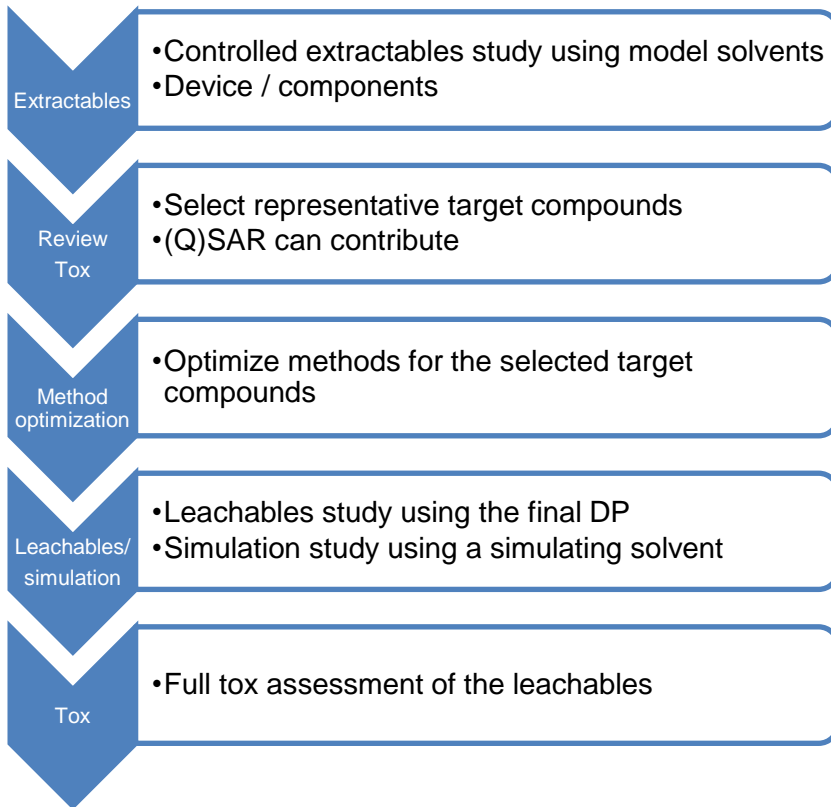 Extractables
•Controlled extractables study using model solvents
•Device / components
Review
Tox
•Select representative target compounds
•(Q)SAR can contribute
Method
optimization
•Optimize methods for the selected target
compounds
Leachables/
simulation
•Leachables study using the final DP
•Simulation study using a simulating solvent
Tox
•Full tox assessment of the leachables